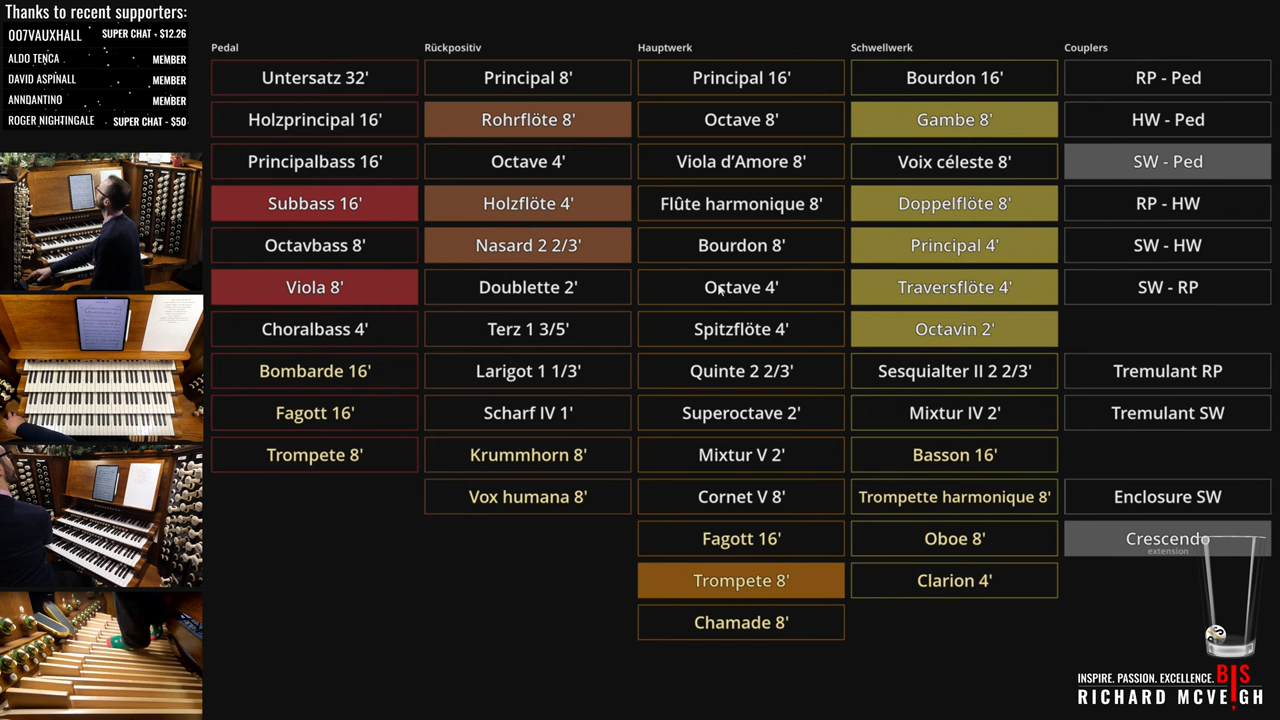 Thanks to recent supporters:
007VAUXHALL SUPER CHAT - $12.26
ALDO TENCA MEMBER
DAVID ASPINALL MEMBER
ANNDANTINO MEMBER
ROGER NIGHTINGALE SUPER CHAT - $50
Pedal
Untersatz 32'
Holzprincipal 16'
Principalbass 16'
Subbass 16'
Octavbass 8'
Viola 8'
Choralbass 4'
Bombarde 16'
Fagott 16'
Trompete 8'
Rückpositiv
Principal 8'
Rohrflöte 8'
Octave 4'
Holzflöte 4'
Nasard 2 2/3'
Doublette 2'
Terz 1 3/5'
Larigot 1 1/3'
Scharf IV 1'
Krummhorn 8'
Vox humana 8'
Hauptwerk
Principal 16'
Octave 8'
Viola d'Amore 8'
Flûte harmonique 8'
Bourdon 8'
Octave 4'
Spitzflöte 4'
Quinte 2 2/3'
Superoctave 2'
Mixtur V 2'
Cornet V 8'
Fagott 16'
Trompete 8'
Chamade 8'
Schwellwerk
Bourdon 16'
Gambe 8'
Voix céleste 8'
Doppelflöte 8'
Principal 4'
Traversflöte 4'
Octavin 2'
Sesquialter II 2 2/3'
Mixtur IV 2'
Basson 16'
Trompette harmonique 8'
Oboe 8'
Clarion 4'
Couplers
RP - Ped
HW - Ped
SW - Ped
RP - HW
SW - HW
SW - RP
Tremulant RP
Tremulant SW
Enclosure SW
Crescendo
extension
INSPIRE. PASSION. EXCELLENCE. BIS
RICHARD MCVEIGH